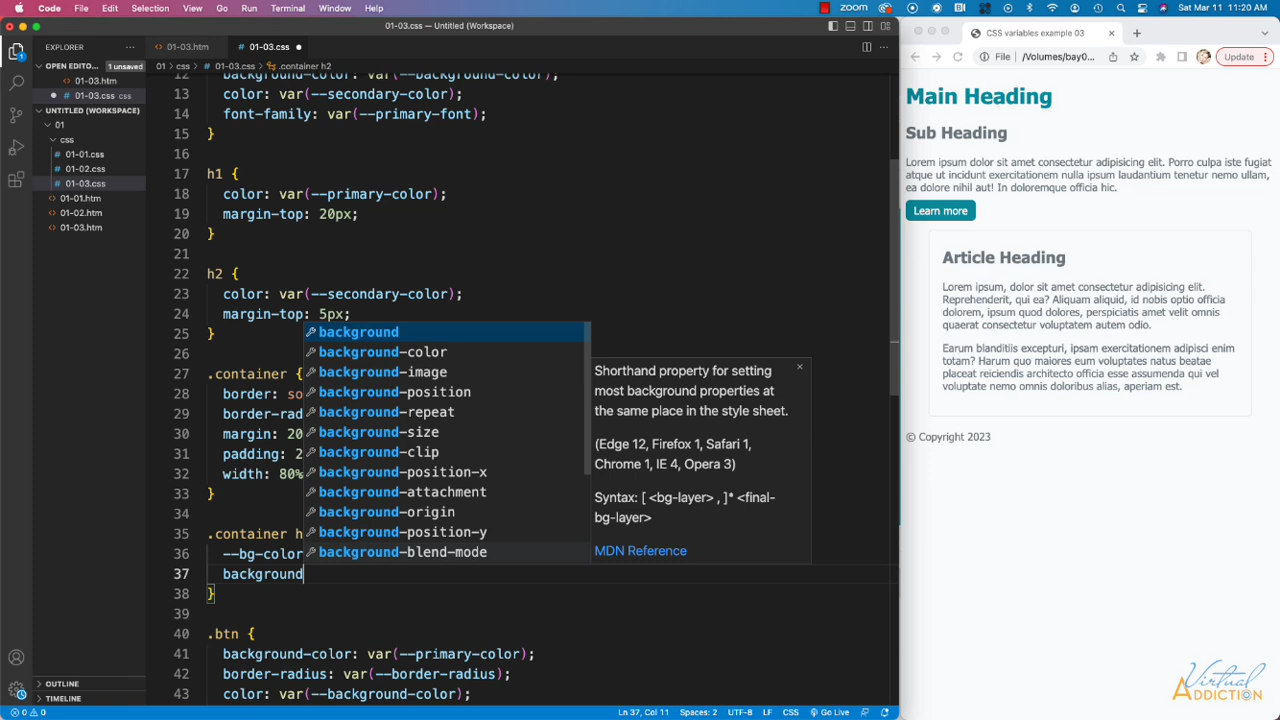 Code File Edit Selection View Go Run Terminal Window Help Wed Jan 11 11:20 AM
01-03.css — Untitled (Workspace)
EXPLORER
OPEN EDITO... 1 unsaved
01-03.htm
01-03.css css
UNTITLED (WORKSPACE)
01
css
01-01.css
01-02.css
01-03.css
01-01.htm
01-02.htm
01-03.htm
OUTLINE
TIMELINE
01-03.htm 01-03.css
01 › css › 01-03.css › .container h2
12 background-color: var(--background-color);
13 color: var(--secondary-color);
14 font-family: var(--primary-font);
15 }
16
17 h1 {
18 color: var(--primary-color);
19 margin-top: 20px;
20 }
21
22 h2 {
23 color: var(--secondary-color);
24 margin-top: 5px;
25 }
26
27 .container {
28 border: so
29 border-rad
30 margin: 20
31 padding: 2
32 width: 80%
33 }
34
35 .container h
36 --bg-color
37 background
38 }
39
40 .btn {
41 background-color: var(--primary-color);
42 border-radius: var(--border-radius);
43 color: var(--background-color);
background
background-color
background-image
background-position
background-repeat
background-size
background-clip
background-position-x
background-attachment
background-origin
background-position-y
background-blend-mode
Shorthand property for setting
most background properties at
the same place in the style sheet.
(Edge 12, Firefox 1, Safari 1,
Chrome 1, IE 4, Opera 3)
Syntax: [ <bg-layer> , ]* <final-
bg-layer>
MDN Reference
0 0 Ln 37, Col 11 Spaces: 2 UTF-8 LF CSS Go Live
CSS variables example 03
File /Volumes/bay0... Update
Main Heading
Sub Heading
Lorem ipsum dolor sit amet consectetur adipisicing elit. Porro culpa iste fugiat
atque ut incidunt exercitationem nulla ipsum laudantium tenetur nemo ullam,
ea dolore nihil aut! In doloremque officia hic.
Learn more
Article Heading
Lorem ipsum, dolor sit amet consectetur adipisicing elit.
Reprehenderit, qui ea? Aliquam aliquid, id nobis optio officia
dolorem, ipsum quod dolores, perspiciatis amet velit omnis
quaerat consectetur voluptatem autem odio.
Earum blanditiis excepturi, ipsam exercitationem adipisci enim
totam? Harum quo maiores eum voluptates natus beatae
placeat reiciendis architecto officia esse assumenda qui vel
voluptate nemo omnis doloribus alias, aperiam est.
© Copyright 2023
Virtual
ADDICTION